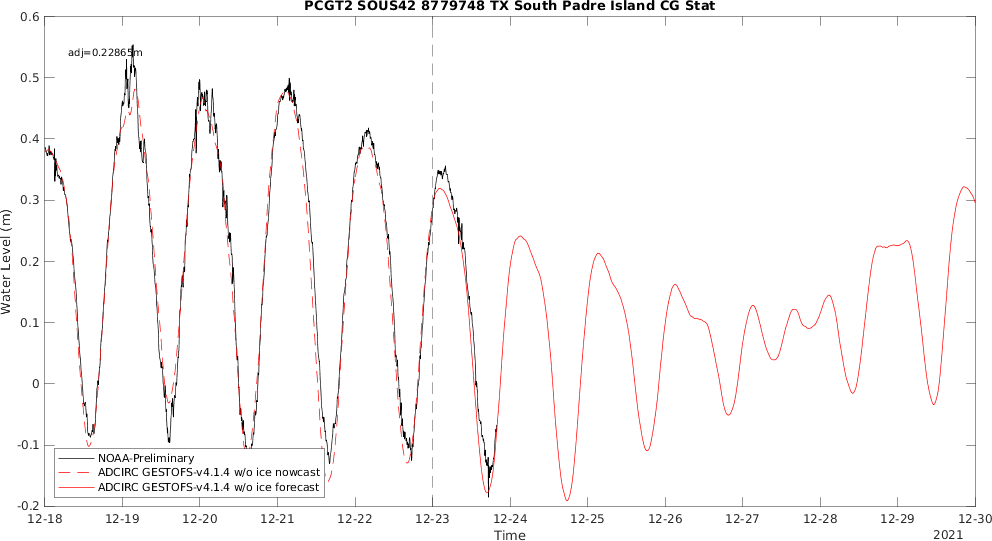 PCGT2 SOUS42 8779748 TX South Padre Island CG Stat
adj=0.22865m
Water Level (m)
0.6
0.5
0.4
0.3
0.2
0.1
0
-0.1
-0.2
NOAA-Preliminary
ADCIRC GESTOFS-v4.1.4 w/o ice nowcast
ADCIRC GESTOFS-v4.1.4 w/o ice forecast
12-18 12-19 12-20 12-21 12-22 12-23 12-24 12-25 12-26 12-27 12-28 12-29 12-30
Time
2021